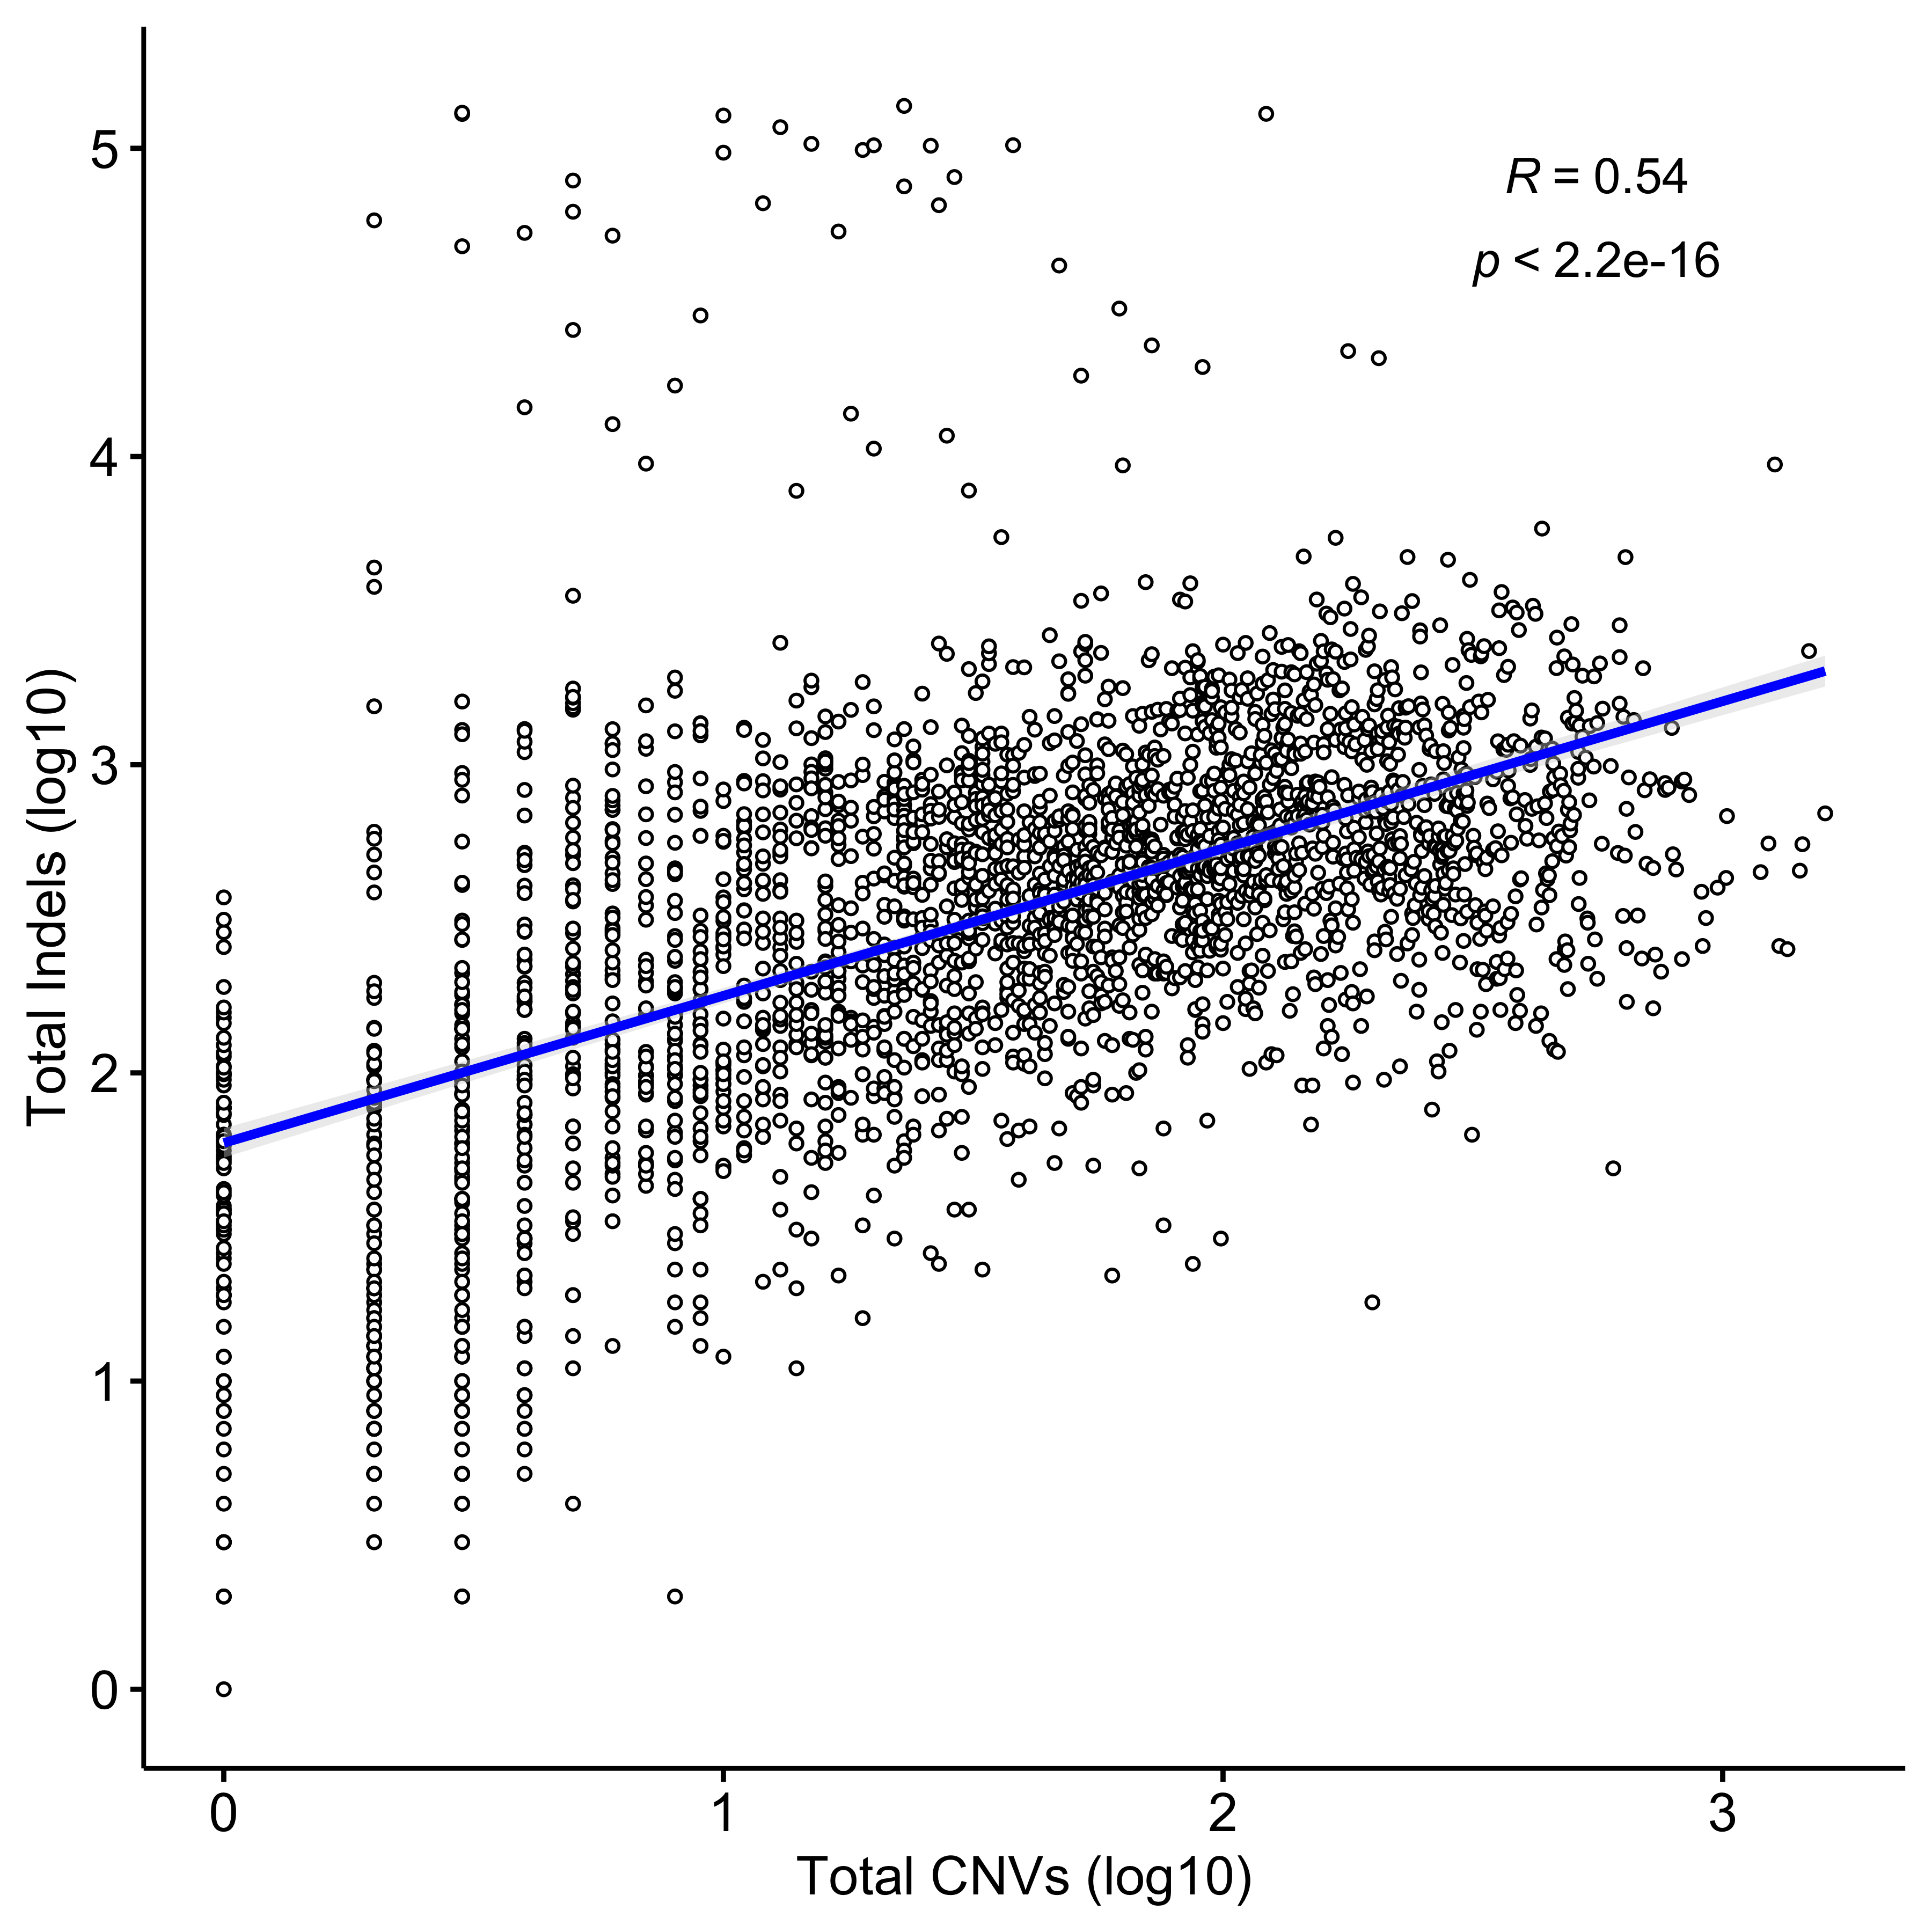 5
4
3
2
1
0
Total Indels (log10)
R = 0.54
p < 2.2e-16
0 1 2 3
Total CNVs (log10)